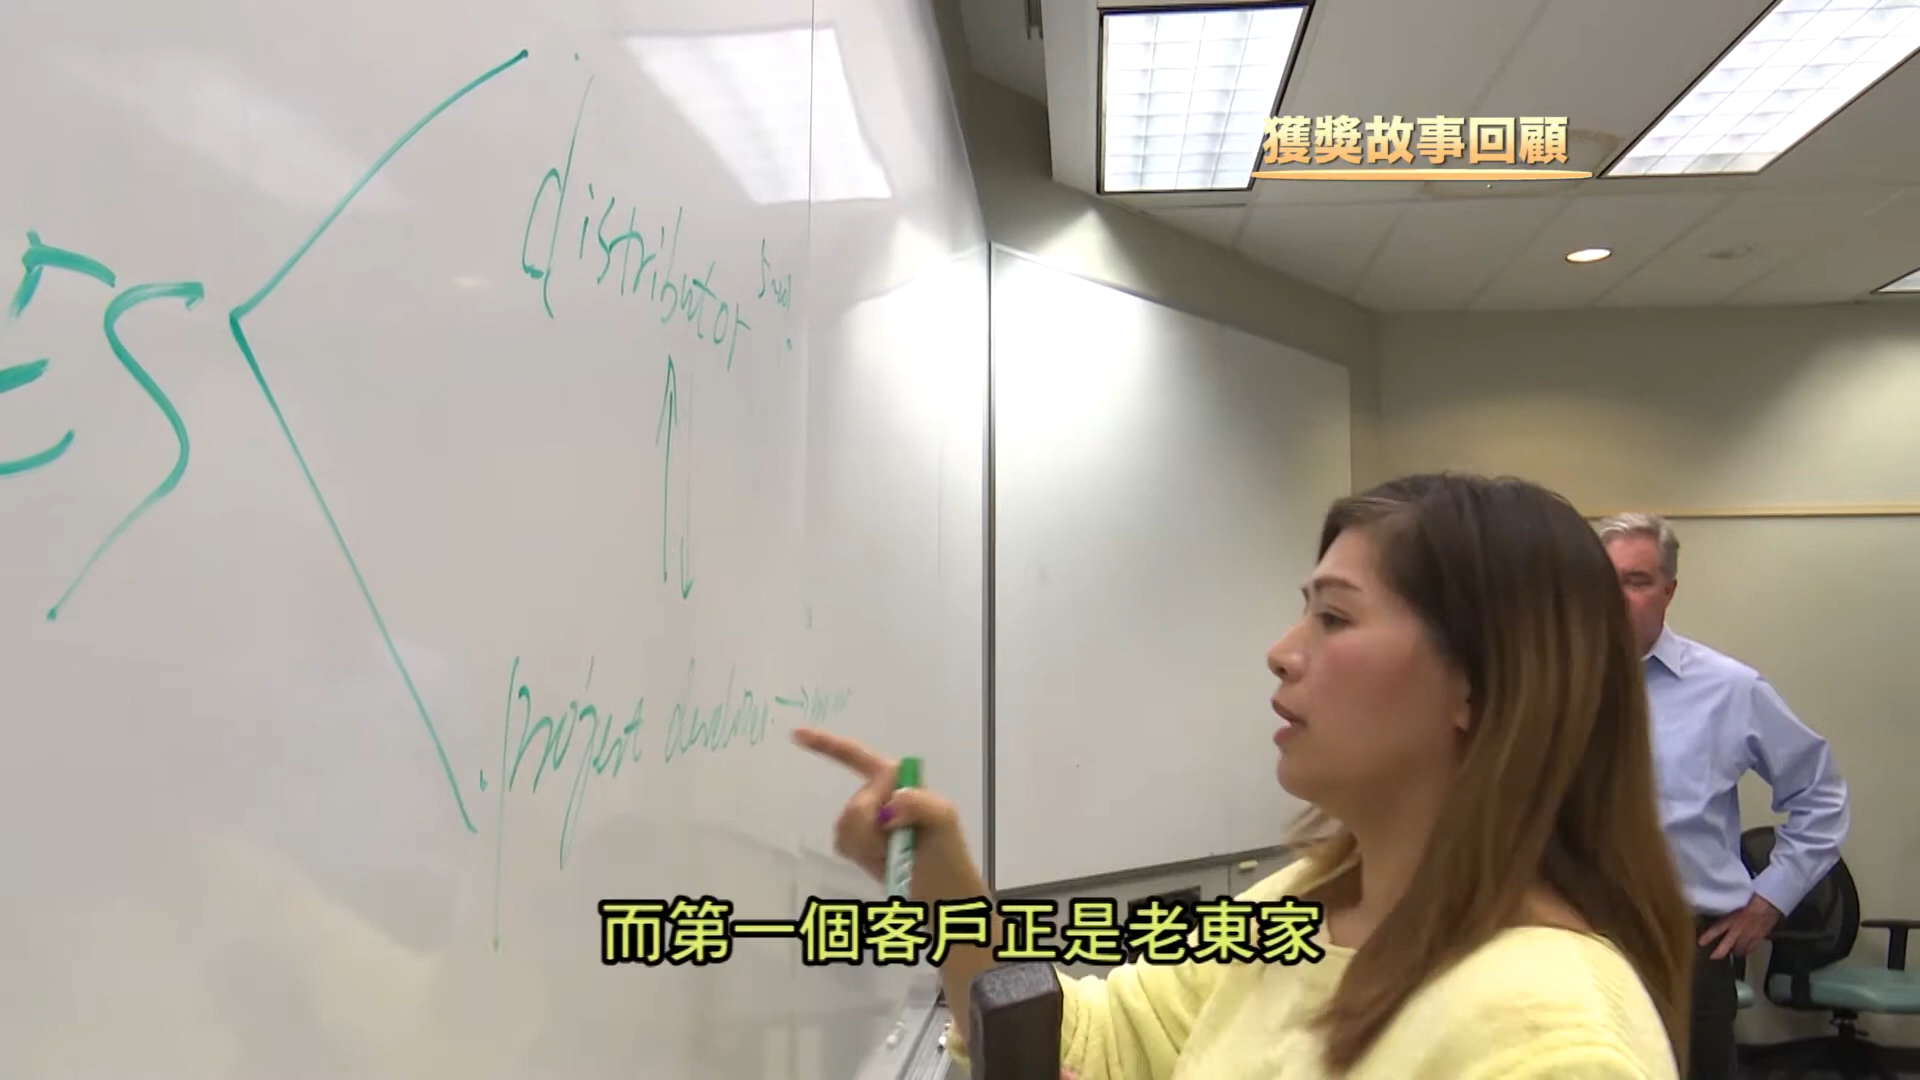 獲獎故事回顧
ES
distributor
project developer
而第一個客戶正是老東家